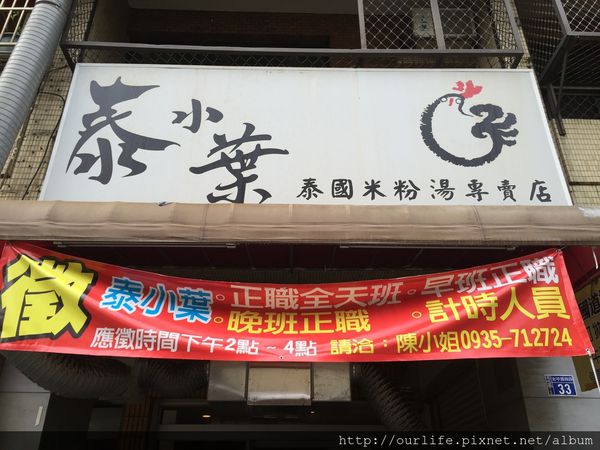 泰小葉
泰國米粉湯專賣店
徵
泰小葉。正職全天班。早班正職
。晚班正職 。計時人員
應徵時間下午2點～4點 請洽：陳小姐0935-712724
33
http://ourlife.pixnet.net/album